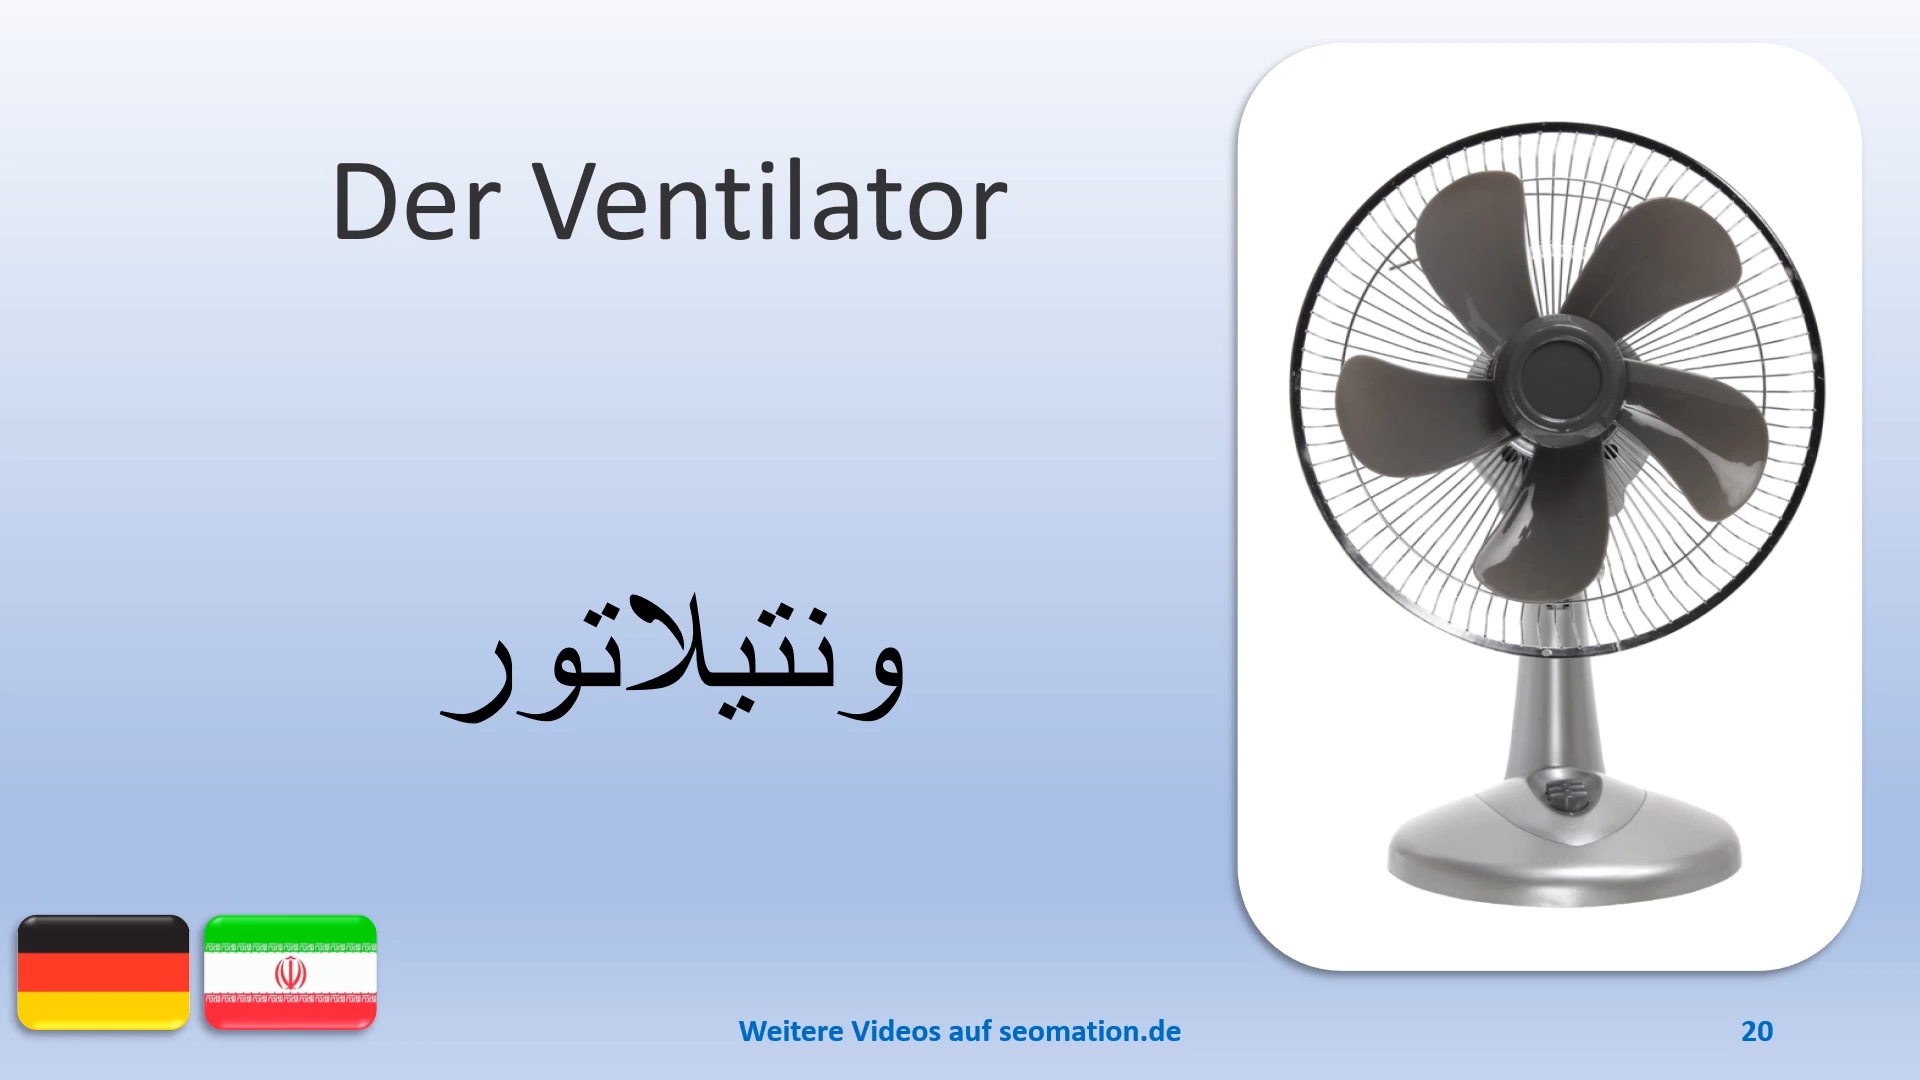 Der Ventilator
ونتیلاتور
Weitere Videos auf seomation.de
20